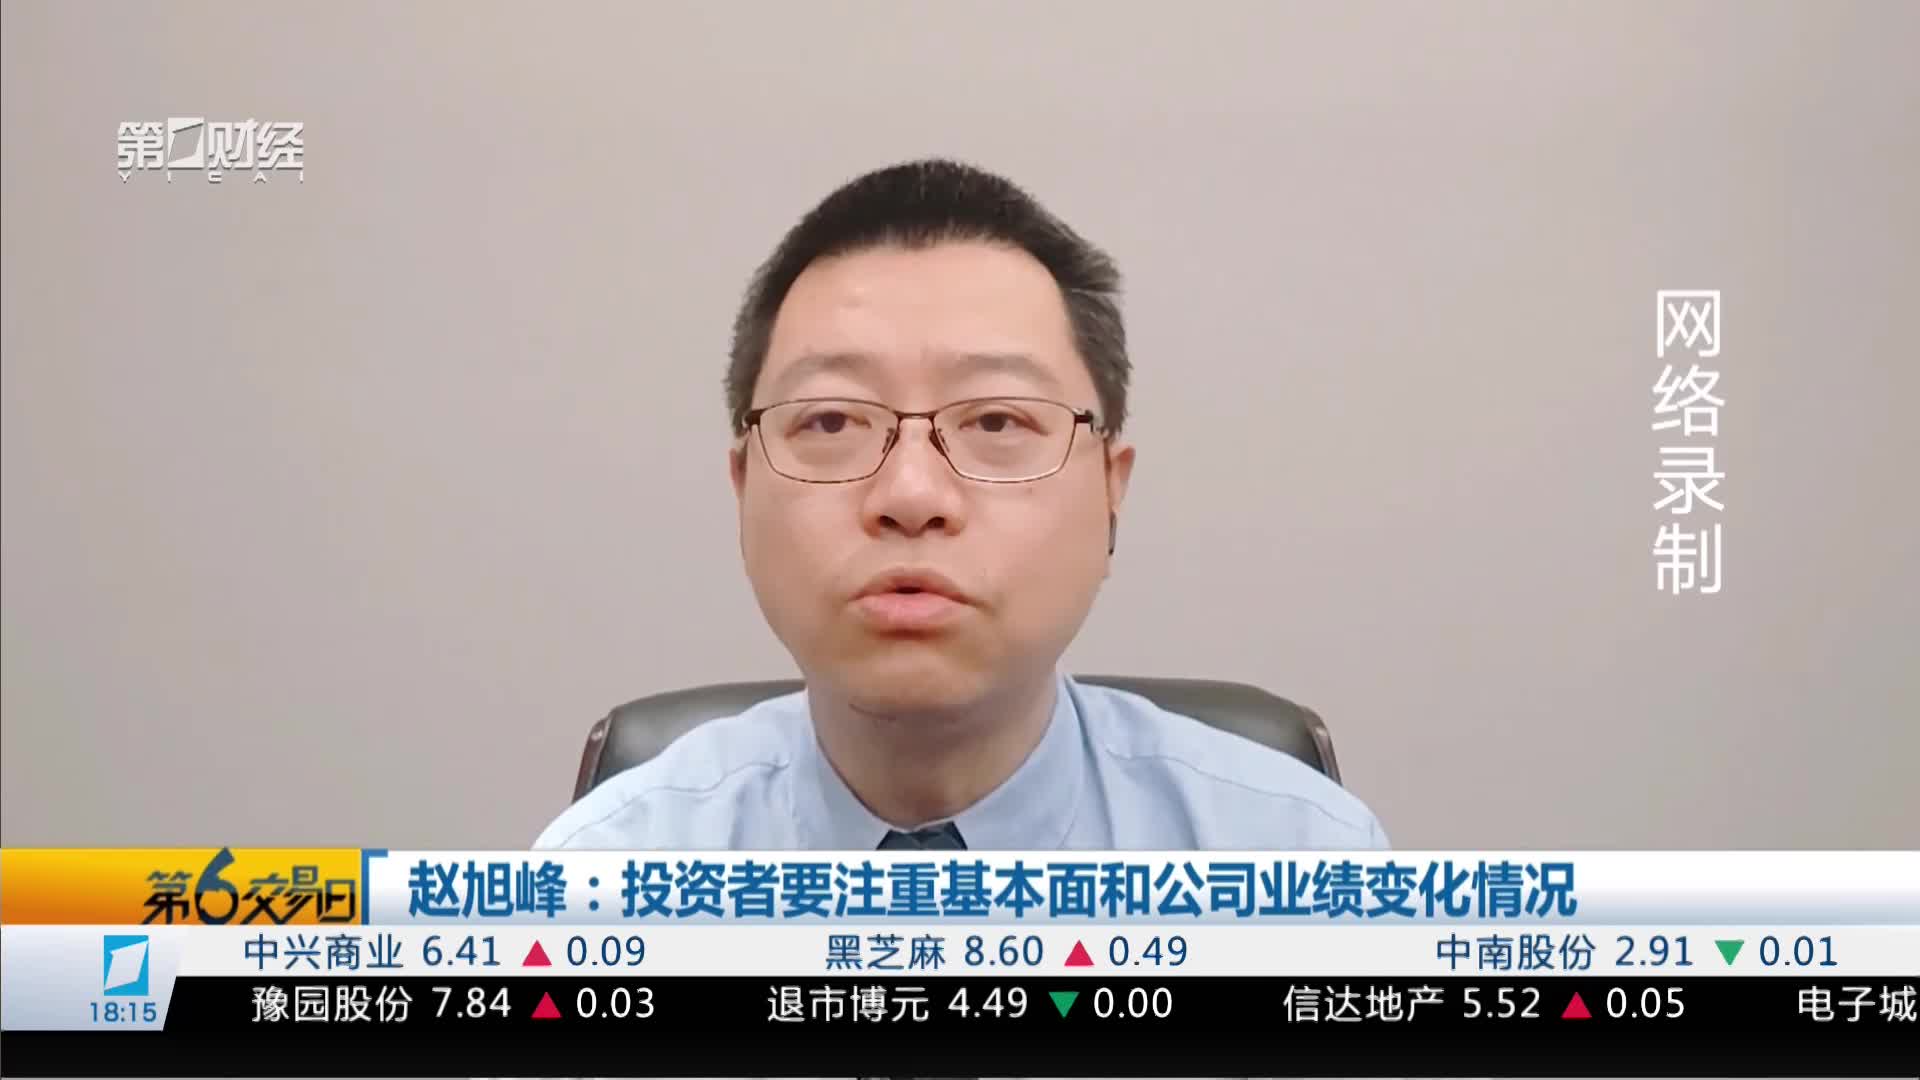 第1财经
YICAI
网络录制
第6交易日
赵旭峰：投资者要注重基本面和公司业绩变化情况
中兴商业 6.41 ▲ 0.09 黑芝麻 8.60 ▲ 0.49 中南股份 2.91 ▼ 0.01
豫园股份 7.84 ▲ 0.03 退市博元 4.49 ▼ 0.00 信达地产 5.52 ▲ 0.05 电子城
18:15